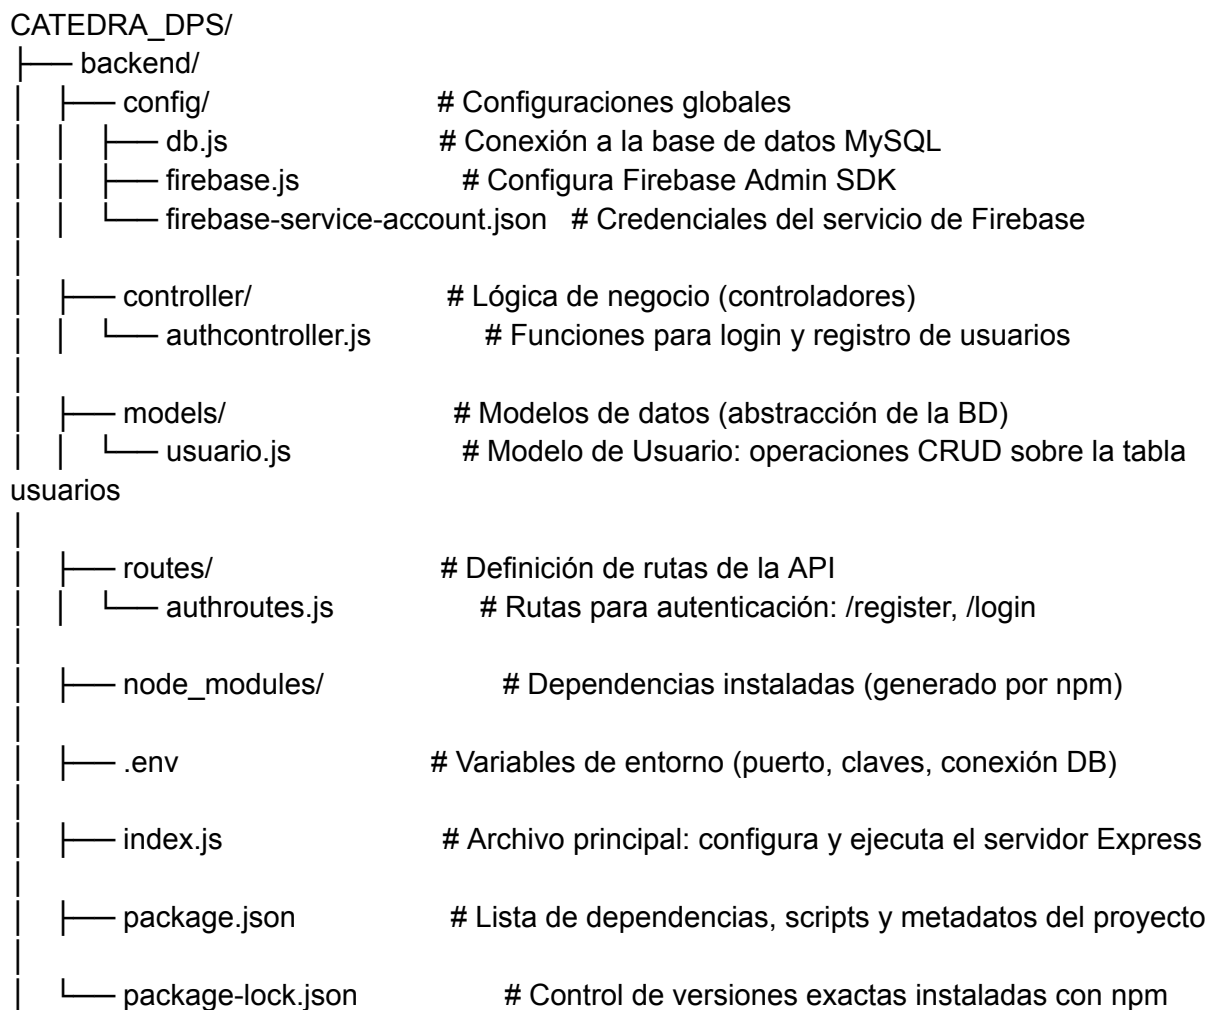 CATEDRA_DPS/
├── backend/
│   ├── config/                # Configuraciones globales
│   │   ├── db.js              # Conexión a la base de datos MySQL
│   │   ├── firebase.js        # Configura Firebase Admin SDK
│   │   └── firebase-service-account.json   # Credenciales del servicio de Firebase
│
│   ├── controller/            # Lógica de negocio (controladores)
│   │   └── authcontroller.js  # Funciones para login y registro de usuarios
│
│   ├── models/                # Modelos de datos (abstracción de la BD)
│   │   └── usuario.js         # Modelo de Usuario: operaciones CRUD sobre la tabla
usuarios
│
│   ├── routes/                # Definición de rutas de la API
│   │   └── authroutes.js      # Rutas para autenticación: /register, /login
│
│   ├── node_modules/          # Dependencias instaladas (generado por npm)
│
│   ├── .env                   # Variables de entorno (puerto, claves, conexión DB)
│
│   ├── index.js               # Archivo principal: configura y ejecuta el servidor Express
│
│   ├── package.json           # Lista de dependencias, scripts y metadatos del proyecto
│
│   └── package-lock.json      # Control de versiones exactas instaladas con npm